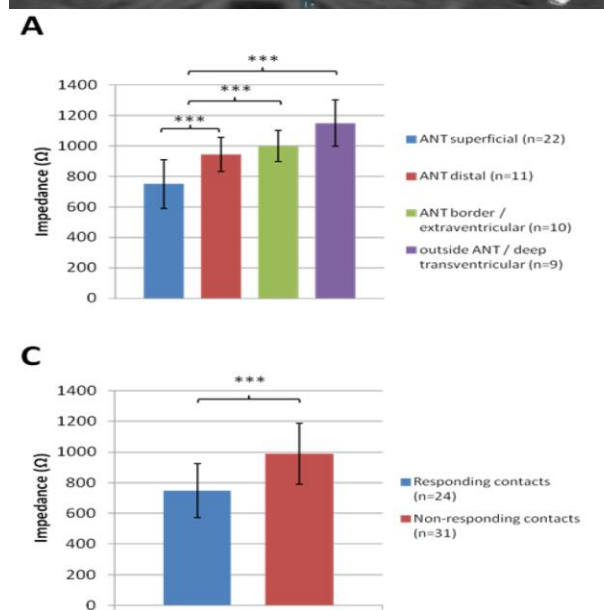 A
***
***
***
1400
1200
1000
800
600
400
200
0
Impedance (Ω)
ANT superficial (n=22)
ANT distal (n=11)
ANT border /
extraventricular (n=10)
outside ANT / deep
transventricular (n=9)
C
***
1400
1200
1000
800
600
400
200
0
Impedance (Ω)
Responding contacts
(n=24)
Non-responding contacts
(n=31)